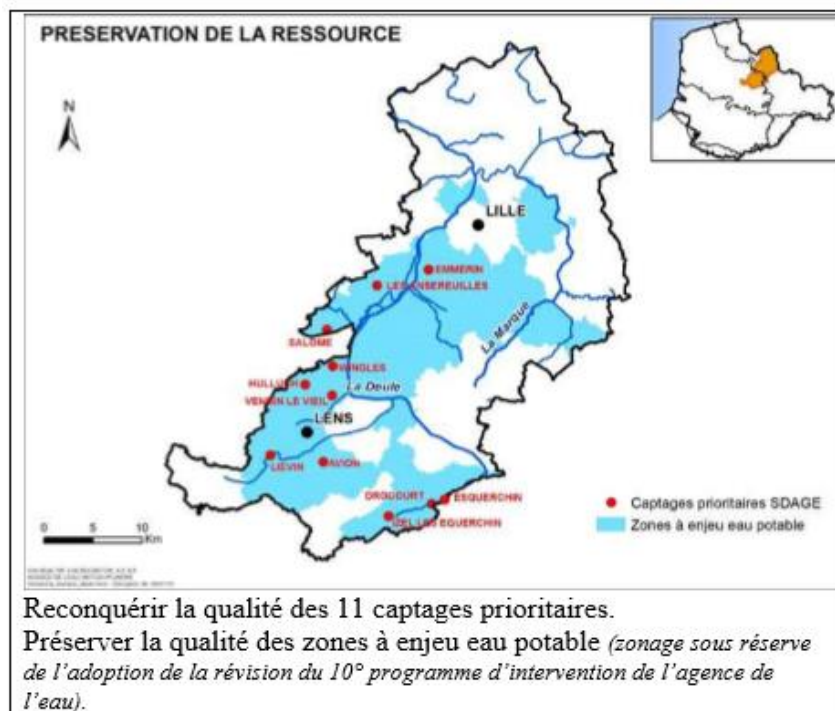 PRESERVATION DE LA RESSOURCE
N
LILLE
EMMERIN
LES ANSEREUILLES
La Marque
SALOME
WINGLES
HULLUCH
La Deule
VENDIN LE VIEIL
LENS
LIEVIN
AVION
DROCOURT
ESQUERCHIN
IZEL LES EQUERCHIN
Captages prioritaires SDAGE
Zones à enjeu eau potable
0 5 10
Km
Reconquérir la qualité des 11 captages prioritaires.
Préserver la qualité des zones à enjeu eau potable (zonage sous réserve
de l'adoption de la révision du 10° programme d'intervention de l'agence de
l'eau).